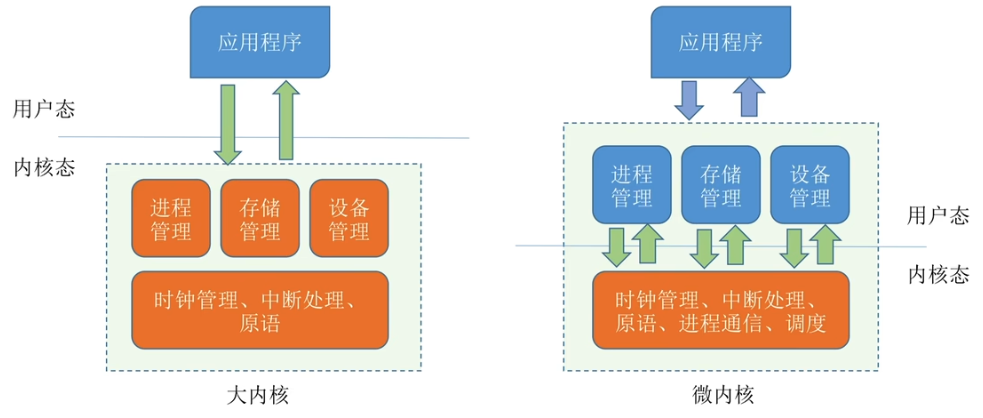 应用程序
用户态
内核态
进程
管理
存储
管理
设备
管理
时钟管理、中断处理、
原语
大内核
应用程序
进程
管理
存储
管理
设备
管理
用户态
内核态
时钟管理、中断处理、
原语、进程通信、调度
微内核